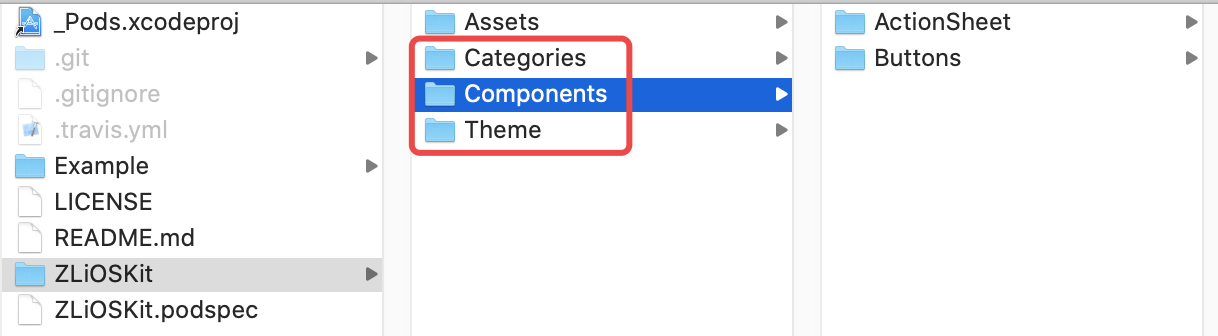 _Pods.xcodeproj
.git
.gitignore
.travis.yml
Example
LICENSE
README.md
ZLiOSKit
ZLiOSKit.podspec
Assets
Categories
Components
Theme
ActionSheet
Buttons